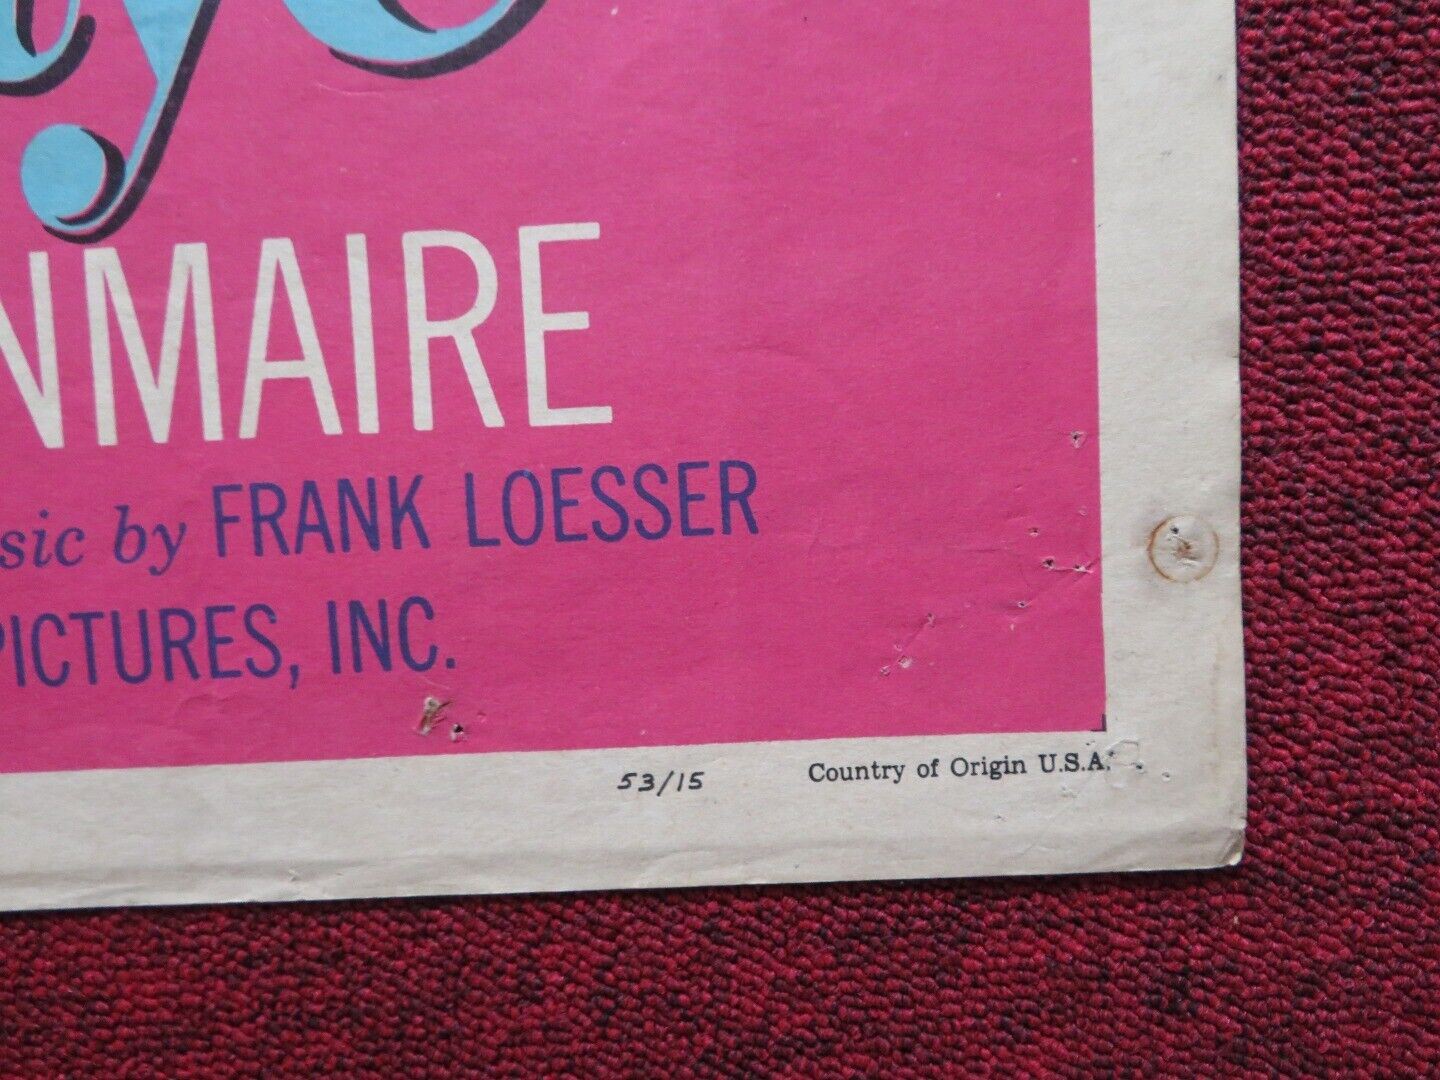 NMAIRE
sic by FRANK LOESSER
PICTURES, INC.
53/15 Country of Origin U.S.A.